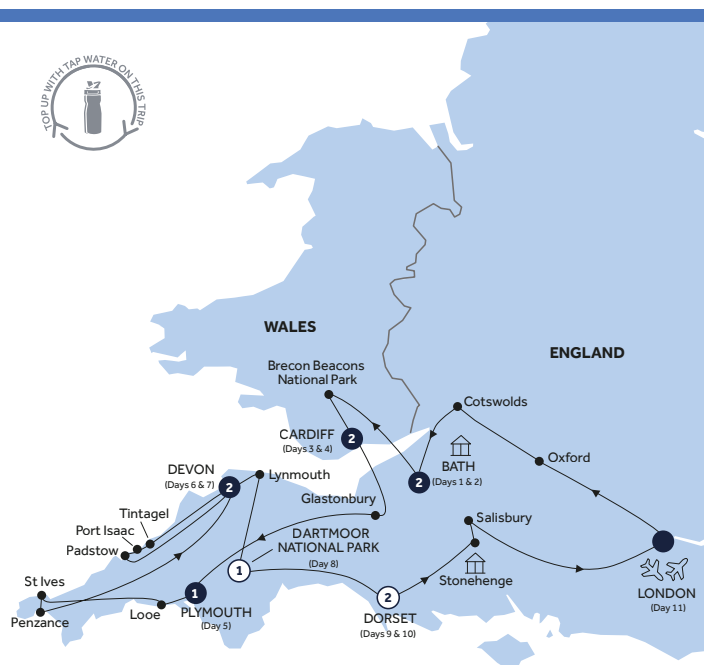 TOP UP WITH TAP WATER ON THIS TRIP
WALES
ENGLAND
Brecon Beacons
National Park
Cotswolds
CARDIFF
(Days 3 & 4)
2
BATH
(Days 1 & 2)
2
Oxford
DEVON
(Days 6 & 7)
2
Lynmouth
Glastonbury
Tintagel
Port Isaac
Padstow
Salisbury
DARTMOOR
NATIONAL PARK
(Day 8)
1
Stonehenge
St Ives
Penzance
Looe
1
PLYMOUTH
(Day 5)
2
DORSET
(Days 9 & 10)
LONDON
(Day 11)